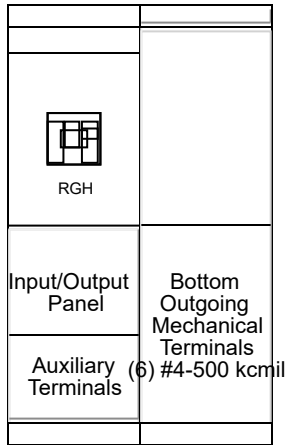 RGH
Input/Output
Panel
Auxiliary
Terminals
Bottom
Outgoing
Mechanical
Terminals
(6) #4-500 kcmil